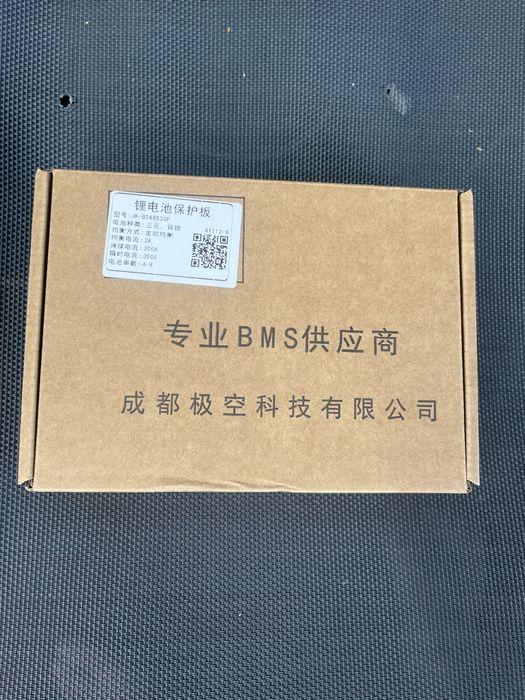 锂电池保护板
型号:JK-B2A8S20P
电池种类:三元、钛锂
均衡方式:主动均衡
41112-8
均衡电流:2A
持续电流:200A
瞬时电流:350A
电池串数:4-8
专业BMS供应商
成都极空科技有限公司